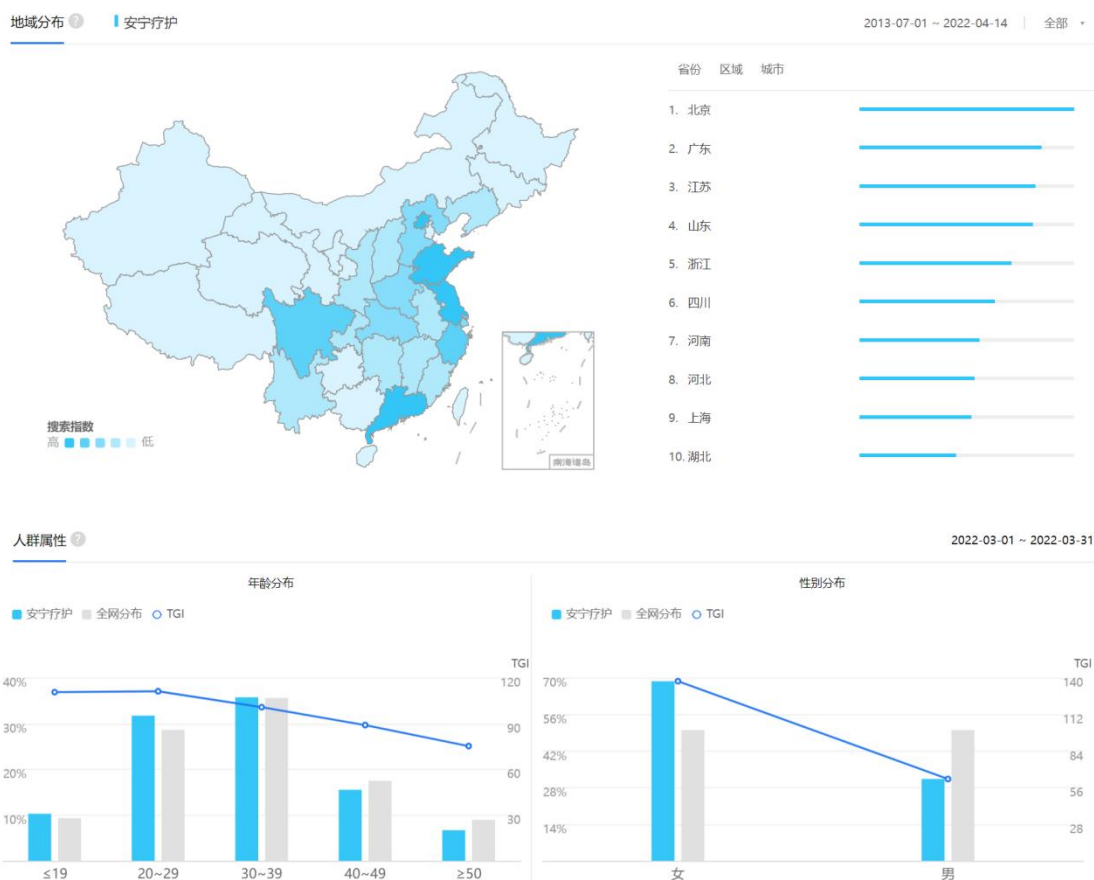 地域分布 ? 安宁疗护 2013-07-01 ~ 2022-04-14 全部
省份 区域 城市
1. 北京
2. 广东
3. 江苏
4. 山东
5. 浙江
6. 四川
7. 河南
8. 河北
9. 上海
10. 湖北
搜索指数
高 低
南海诸岛
人群属性 ? 2022-03-01 ~ 2022-03-31
年龄分布
安宁疗护 全网分布 TGI
TGI
40% 120
30% 90
20% 60
10% 30
≤19 20~29 30~39 40~49 ≥50
性别分布
安宁疗护 全网分布 TGI
TGI
70% 140
56% 112
42% 84
28% 56
14% 28
女 男